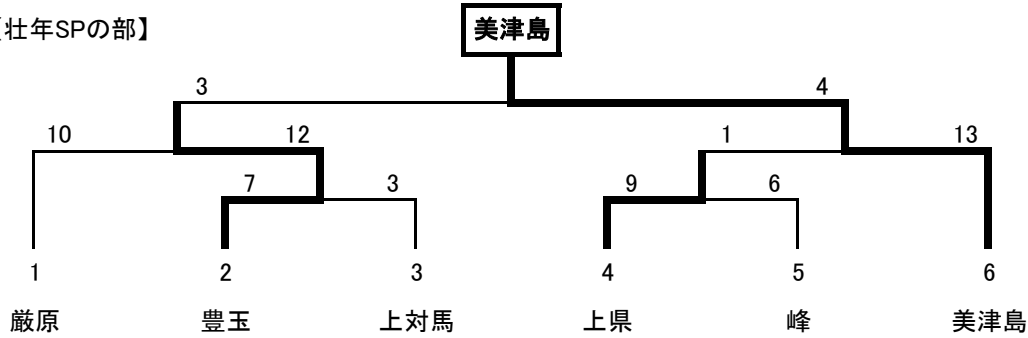 【壮年SPの部】
美津島
3 4
10 12 1 13
7 3 9 6
1 2 3 4 5 6
厳原 豊玉 上対馬 上県 峰 美津島